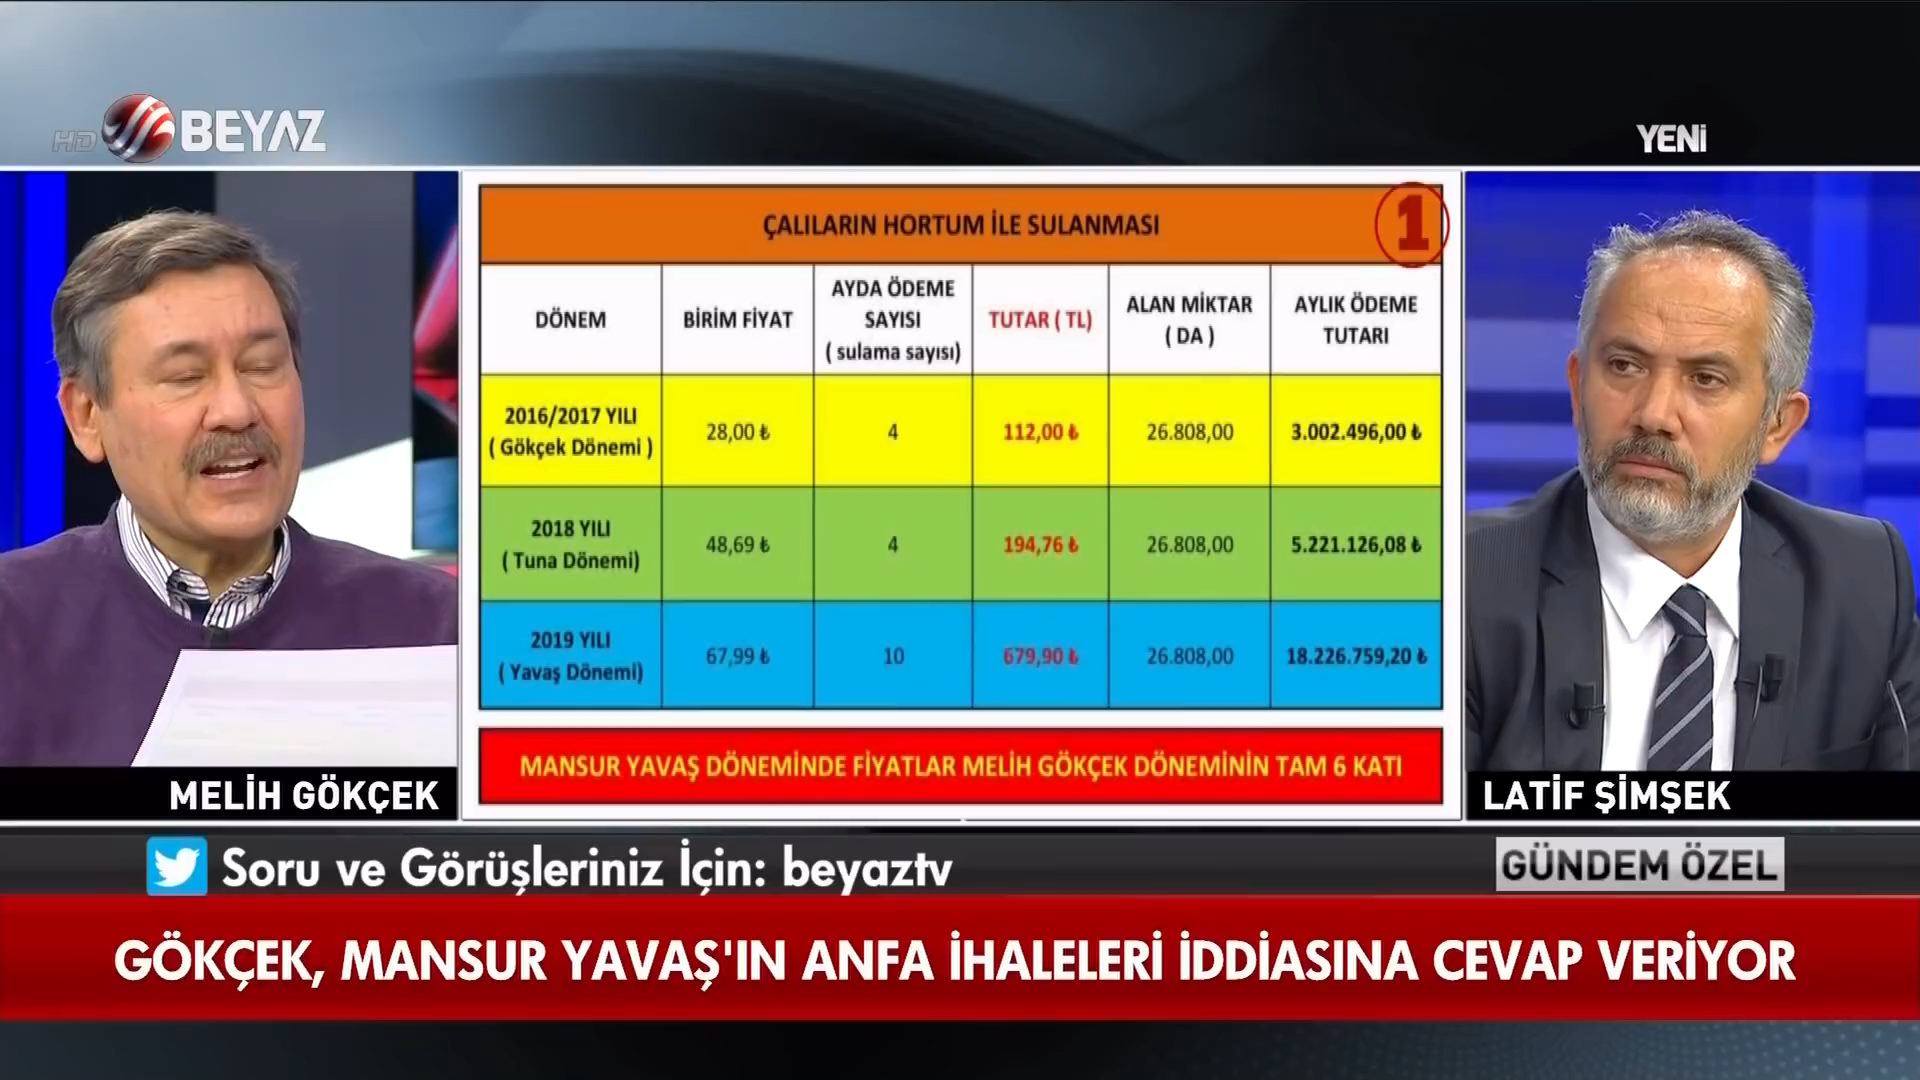 HD BEYAZ
YENİ
ÇALILARIN HORTUM İLE SULANMASI
1
DÖNEM
BİRİM FİYAT
AYDA ÖDEME
SAYISI
( sulama sayısı)
TUTAR ( TL)
ALAN MİKTAR
( DA )
AYLIK ÖDEME
TUTARI
2016/2017 YILI
( Gökçek Dönemi )
28,00 ₺
4
112,00 ₺
26.808,00
3.002.496,00 ₺
2018 YILI
( Tuna Dönemi)
48,69 ₺
4
194,76 ₺
26.808,00
5.221.126,08 ₺
2019 YILI
( Yavaş Dönemi)
67,99 ₺
10
679,90 ₺
26.808,00
18.226.759,20 ₺
MANSUR YAVAŞ DÖNEMİNDE FİYATLAR MELİH GÖKÇEK DÖNEMİNİN TAM 6 KATI
MELİH GÖKÇEK
LATİF ŞİMŞEK
Soru ve Görüşleriniz İçin: beyaztv
GÜNDEM ÖZEL
GÖKÇEK, MANSUR YAVAŞ'IN ANFA İHALELERİ İDDİASINA CEVAP VERİYOR